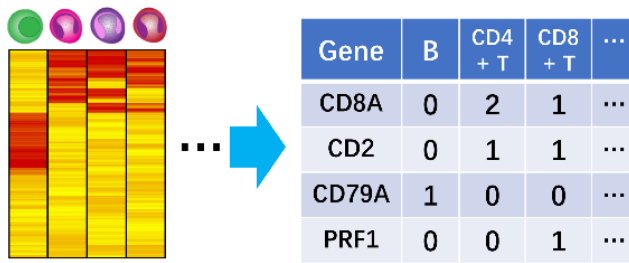 Gene B CD4 + T CD8 + T ...
CD8A 0 2 1 ...
CD2 0 1 1 ...
CD79A 1 0 0 ...
PRF1 0 0 1 ...